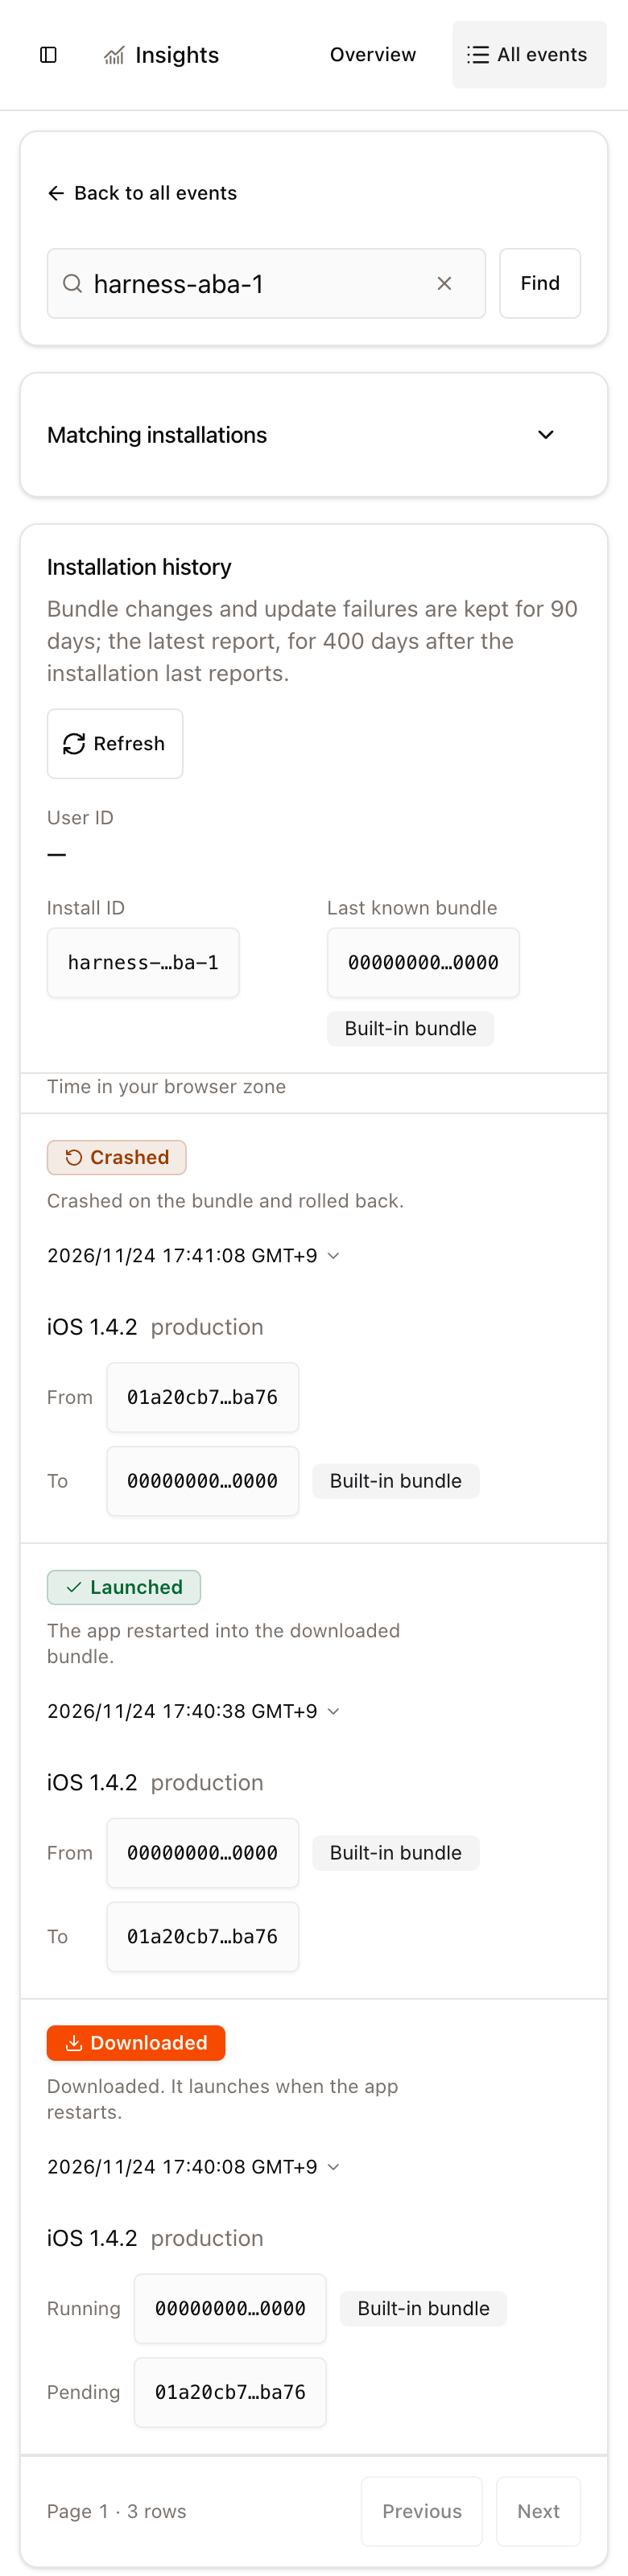 Insights
Overview
All events
Back to all events
harness-aba-1
Find
Matching installations
Installation history
Bundle changes and update failures are kept for 90
days; the latest report, for 400 days after the
installation last reports.
Refresh
User ID
—
Install ID
Last known bundle
harness-…ba-1
00000000…0000
Built-in bundle
Time in your browser zone
Crashed
Crashed on the bundle and rolled back.
2026/11/24 17:41:08 GMT+9
iOS 1.4.2 production
From 01a20cb7…ba76
To 00000000…0000 Built-in bundle
Launched
The app restarted into the downloaded
bundle.
2026/11/24 17:40:38 GMT+9
iOS 1.4.2 production
From 00000000…0000 Built-in bundle
To 01a20cb7…ba76
Downloaded
Downloaded. It launches when the app
restarts.
2026/11/24 17:40:08 GMT+9
iOS 1.4.2 production
Running 00000000…0000 Built-in bundle
Pending 01a20cb7…ba76
Page 1 · 3 rows
Previous
Next